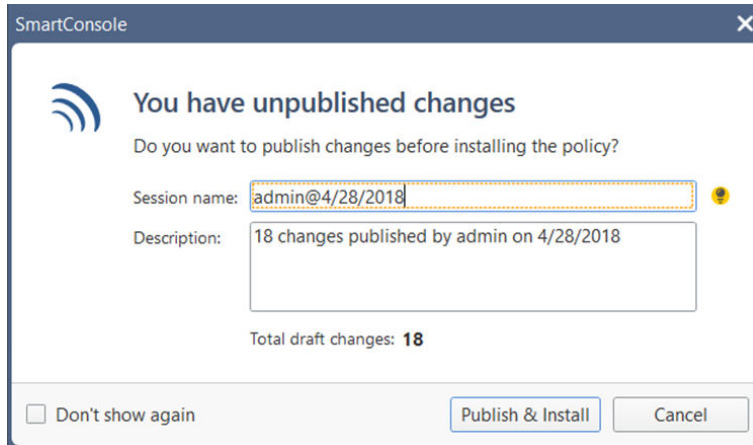 SmartConsole
You have unpublished changes
Do you want to publish changes before installing the policy?
Session name: admin@4/28/2018
Description: 18 changes published by admin on 4/28/2018
Total draft changes: 18
Don't show again
Publish & Install
Cancel